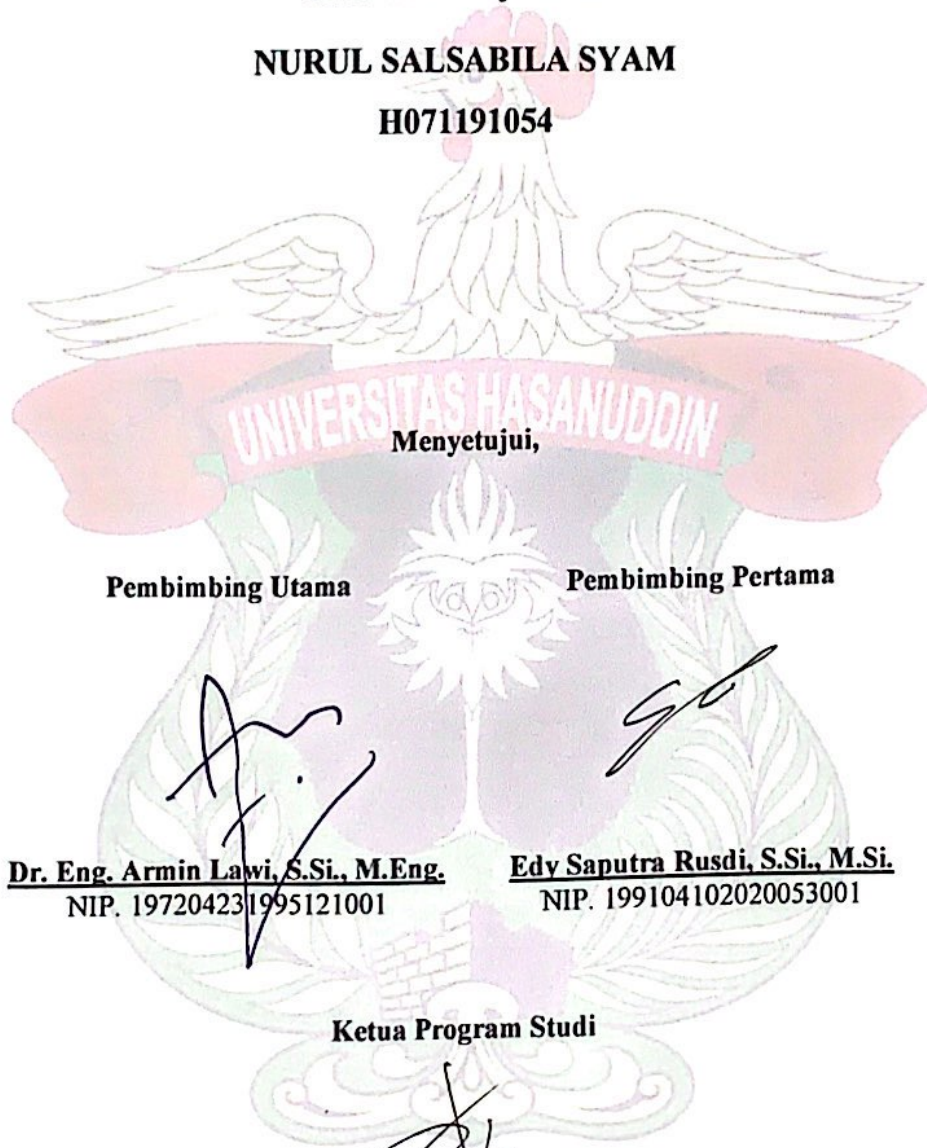 NURUL SALSABILA SYAM
H071191054
UNIVERSITAS HASANUDDIN
Menyetujui,
Pembimbing Utama
Pembimbing Pertama
Dr. Eng. Armin Lawi, S.Si., M.Eng.
NIP. 197204231995121001
Edy Saputra Rusdi, S.Si., M.Si.
NIP. 199104102020053001
Ketua Program Studi